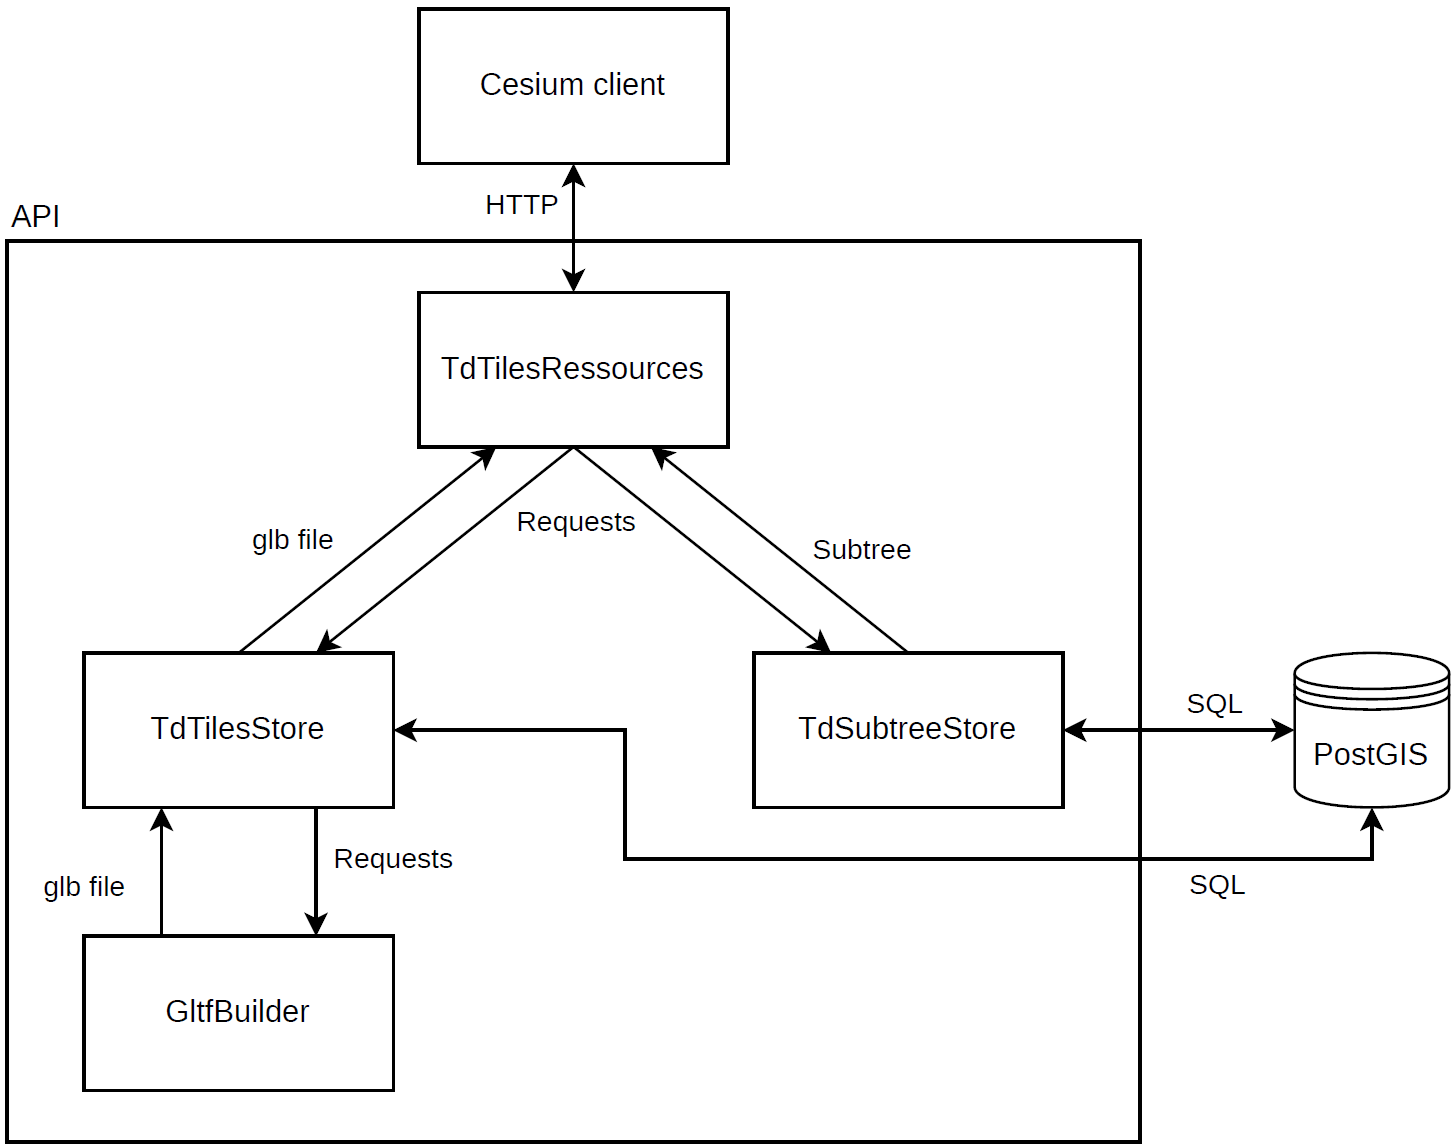 Cesium client
HTTP
API
TdTilesRessources
glb file
Requests
Subtree
TdTilesStore
TdSubtreeStore
SQL
PostGIS
Requests
glb file
SQL
GltfBuilder